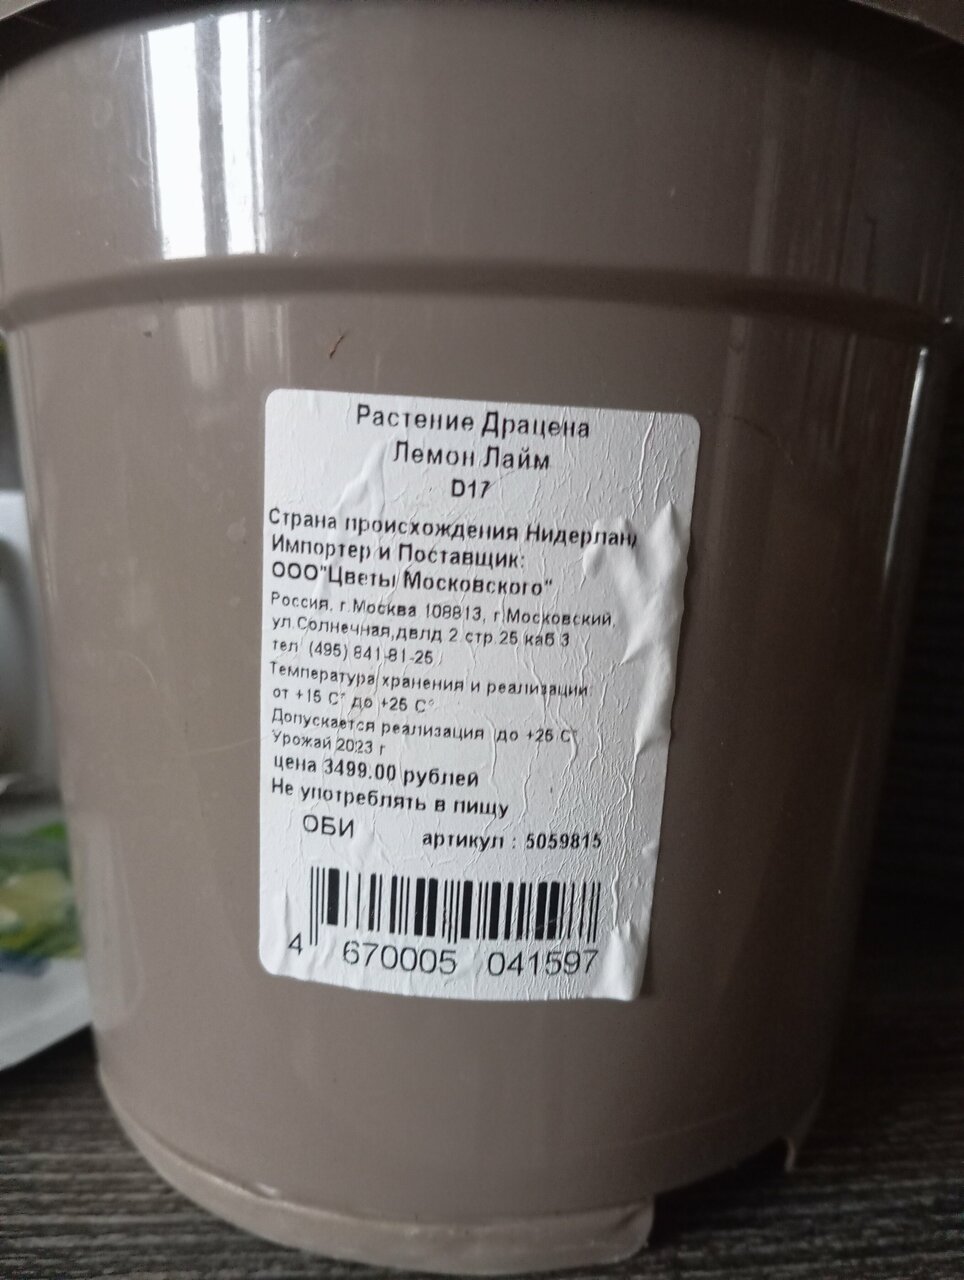 Растение Драцена
Лемон Лайм
D17
Страна происхождения Нидерлан
Импортер и Поставщик:
ООО"Цветы Московского"
Россия, г.Москва 108813, г.Московский,
ул.Солнечная,двлд 2 стр.25 каб 3
тел (495) 841-81-25
Температура хранения и реализации:
от +15 С° до +25 С°
Допускается реализация до +25 С°
Урожай 2023 г
цена 3499.00 рублей
Не употреблять в пищу
ОБИ артикул : 5059815
4 670005 041597